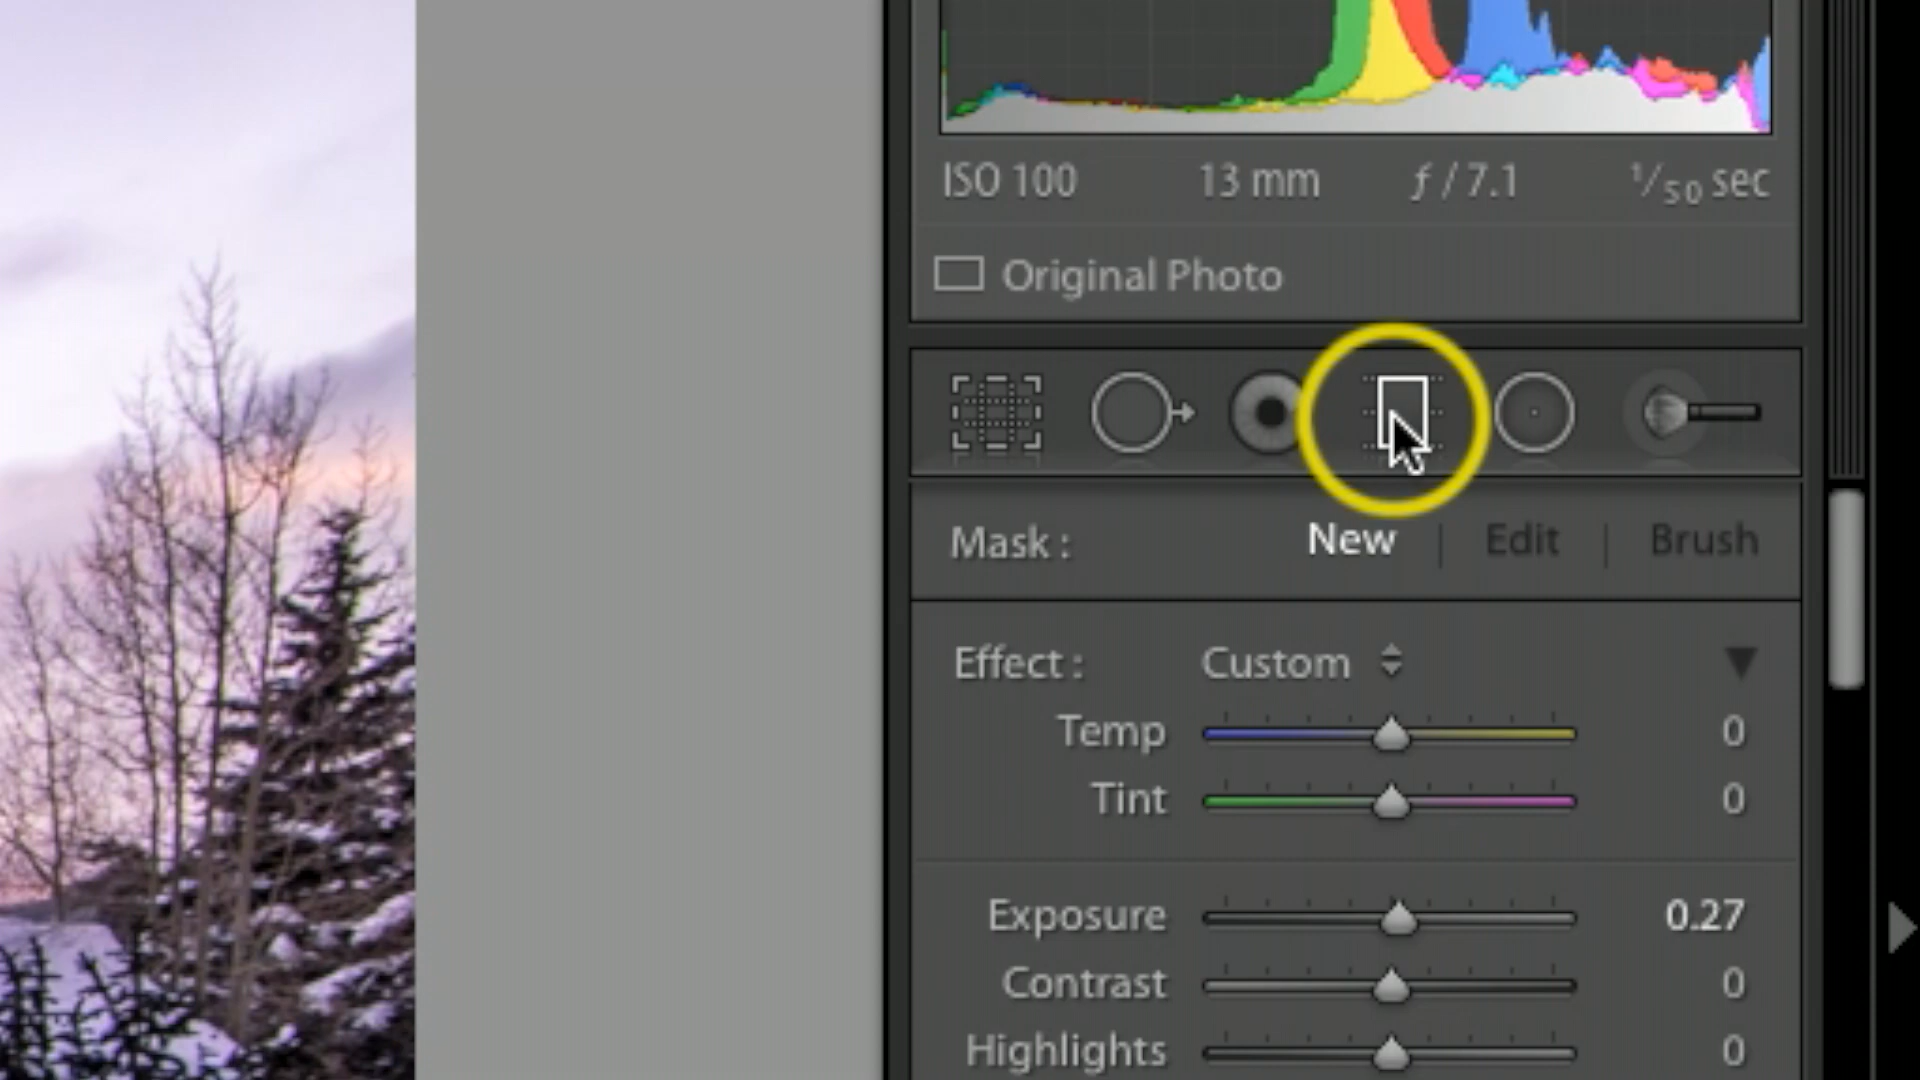 ISO 100 13 mm ƒ / 7.1 1/50 sec
Original Photo
Mask : New | Edit | Brush
Effect : Custom
Temp 0
Tint 0
Exposure 0.27
Contrast 0
Highlights 0